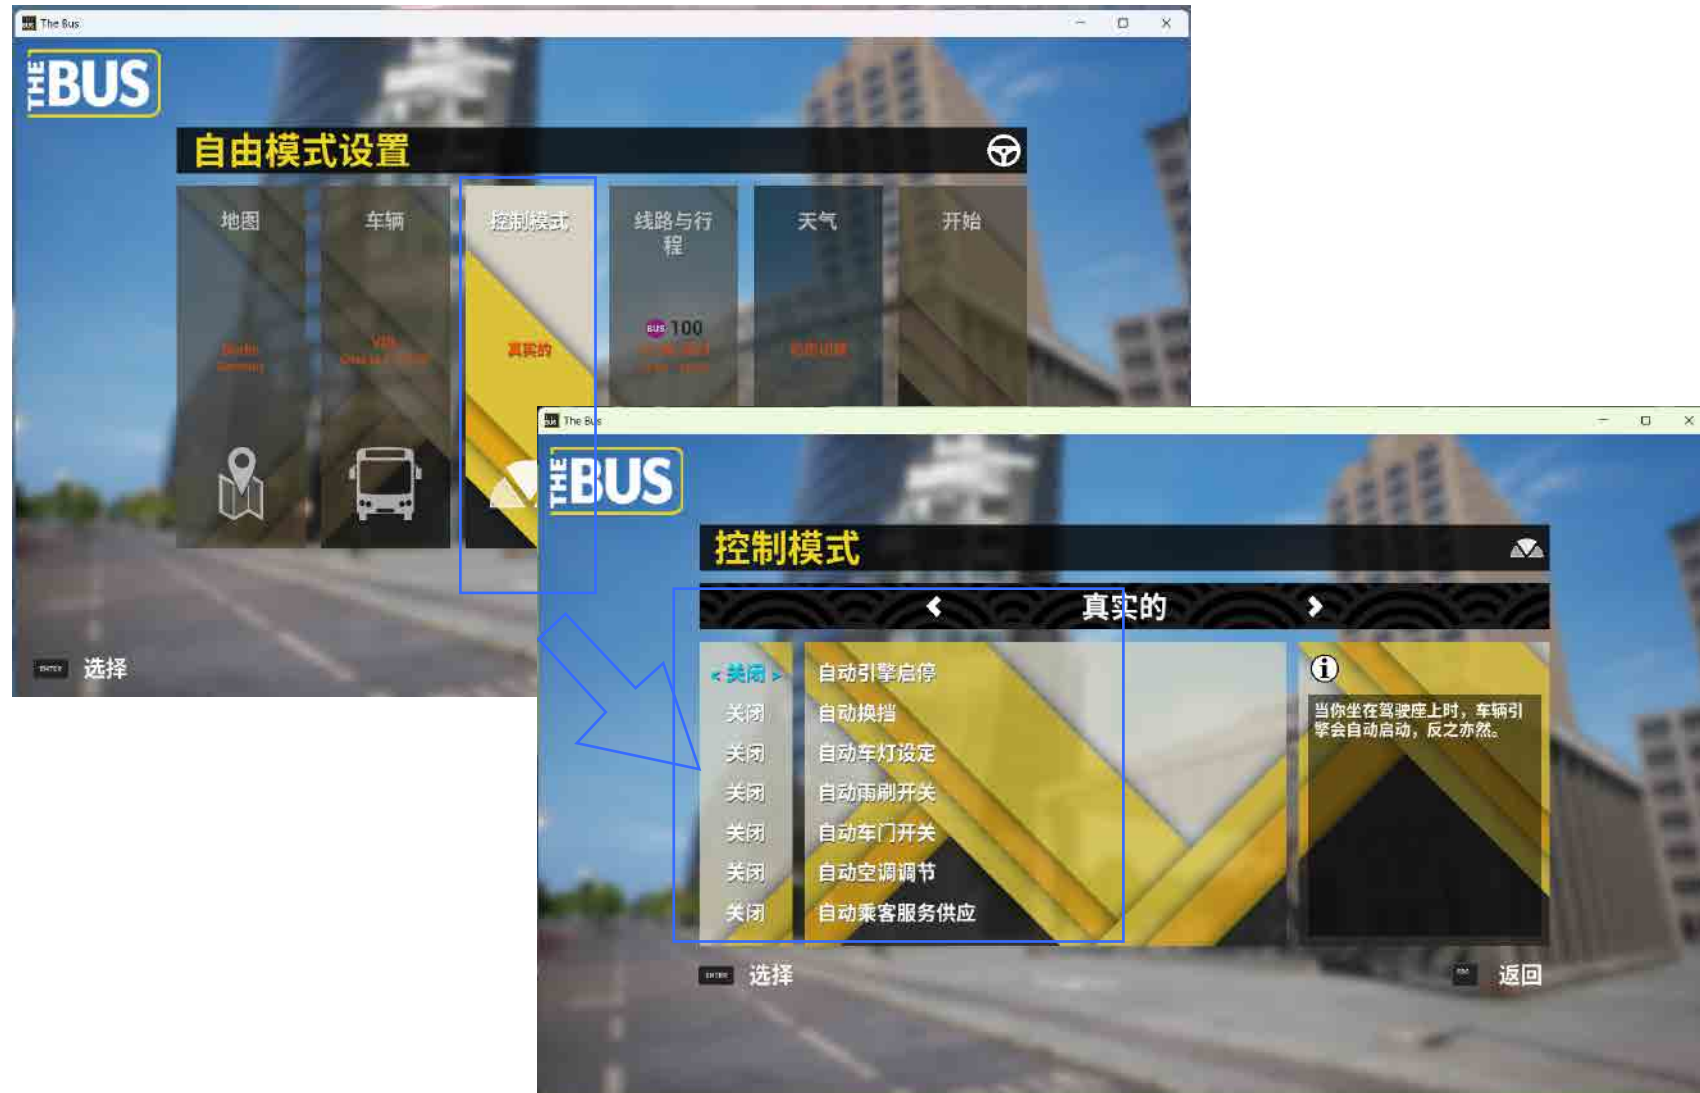 The Bus
THE BUS
自由模式设置
地图
车辆
控制模式
线路与行
程
天气
开始
真实的
BUS 100
选择
The Bus
THE BUS
控制模式
真实的
< 关闭 > 自动引擎启停
关闭 自动换挡
关闭 自动车灯设定
关闭 自动雨刷开关
关闭 自动车门开关
关闭 自动空调调节
关闭 自动乘客服务供应
当你坐在驾驶座上时，车辆引
擎会自动启动，反之亦然。
ENTER 选择
返回